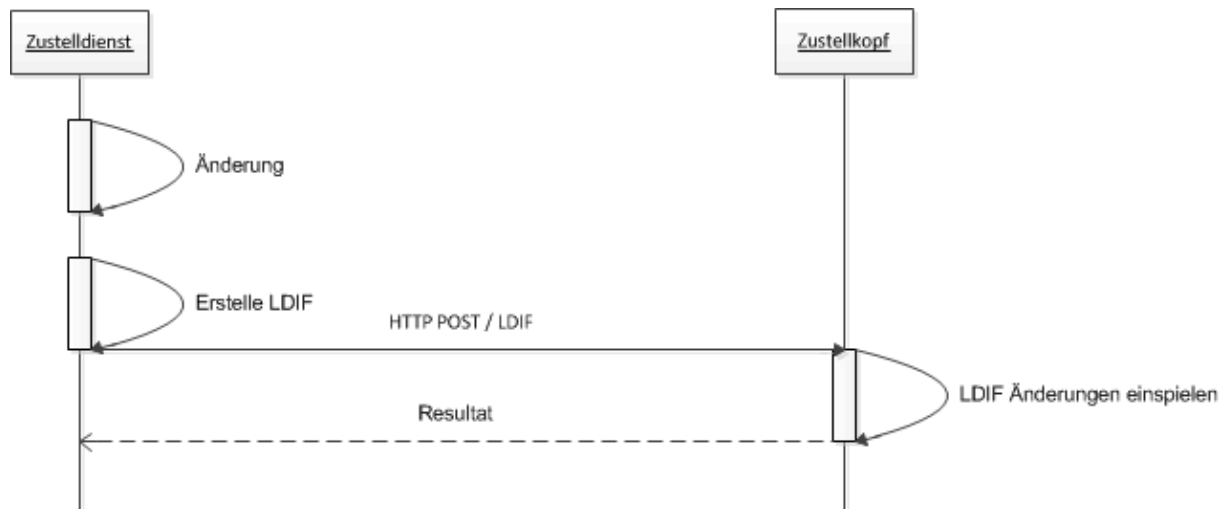 Zustelldienst
Zustellkopf
Änderung
Erstelle LDIF
HTTP POST / LDIF
LDIF Änderungen einspielen
Resultat